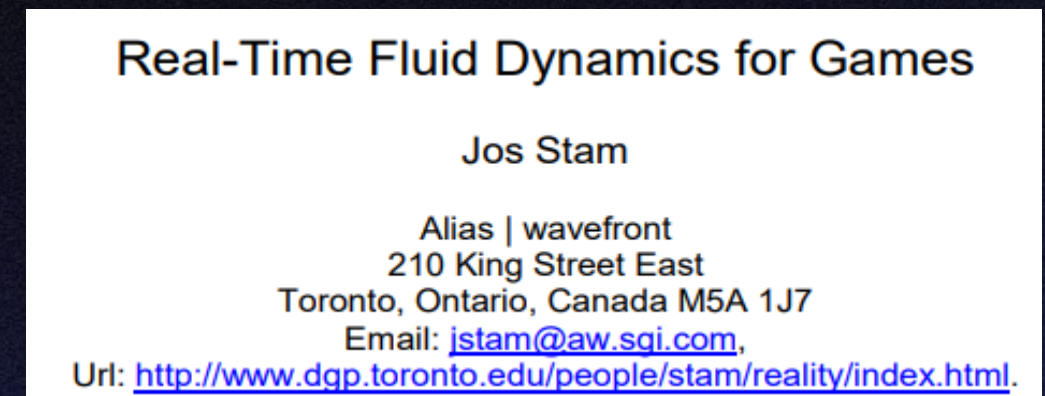 Real-Time Fluid Dynamics for Games
Jos Stam
Alias | wavefront
210 King Street East
Toronto, Ontario, Canada M5A 1J7
Email: jstam@aw.sgi.com,
Url: http://www.dgp.toronto.edu/people/stam/reality/index.html.